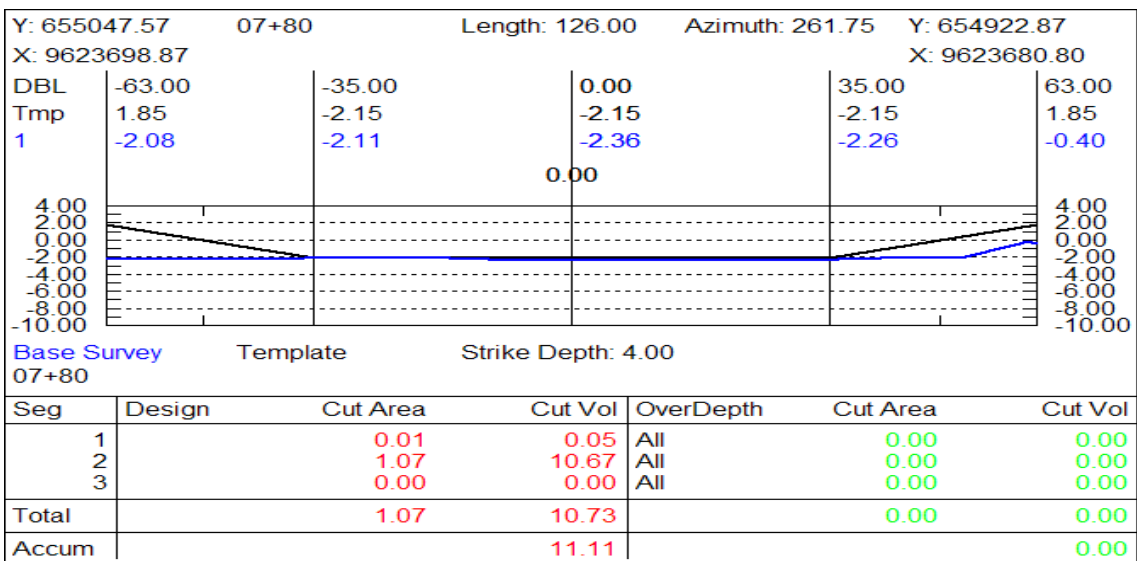 Y: 655047.57 07+80 Length: 126.00 Azimuth: 261.75 Y: 654922.87
X: 9623698.87 X: 9623680.80
DBL -63.00 -35.00 0.00 35.00 63.00
Tmp 1.85 -2.15 -2.15 -2.15 1.85
1 -2.08 -2.11 -2.36 -2.26 -0.40
0.00
4.00 4.00
2.00 2.00
0.00 0.00
-2.00 -2.00
-4.00 -4.00
-6.00 -6.00
-8.00 -8.00
-10.00 -10.00
Base Survey Template Strike Depth: 4.00
07+80
Seg Design Cut Area Cut Vol OverDepth Cut Area Cut Vol
1 0.01 0.05 All 0.00 0.00
2 1.07 10.67 All 0.00 0.00
3 0.00 0.00 All 0.00 0.00
Total 1.07 10.73 0.00 0.00
Accum 11.11 0.00